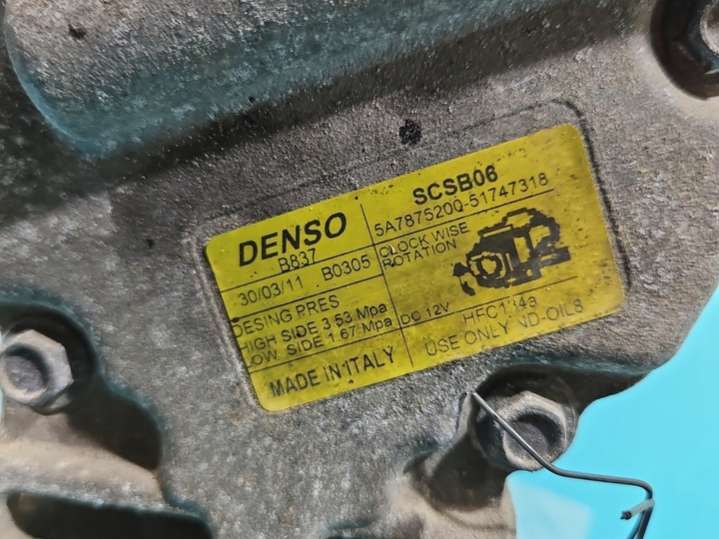 DENSO
B837
30/03/11 B0305
DESING PRES
HIGH SIDE 3.53 Mpa
LOW. SIDE 1.67 Mpa
MADE IN ITALY
SCSB06
5A7875200-51747318
CLOCK WISE
ROTATION
DC 12V
HFC134a
USE ONLY ND-OIL8